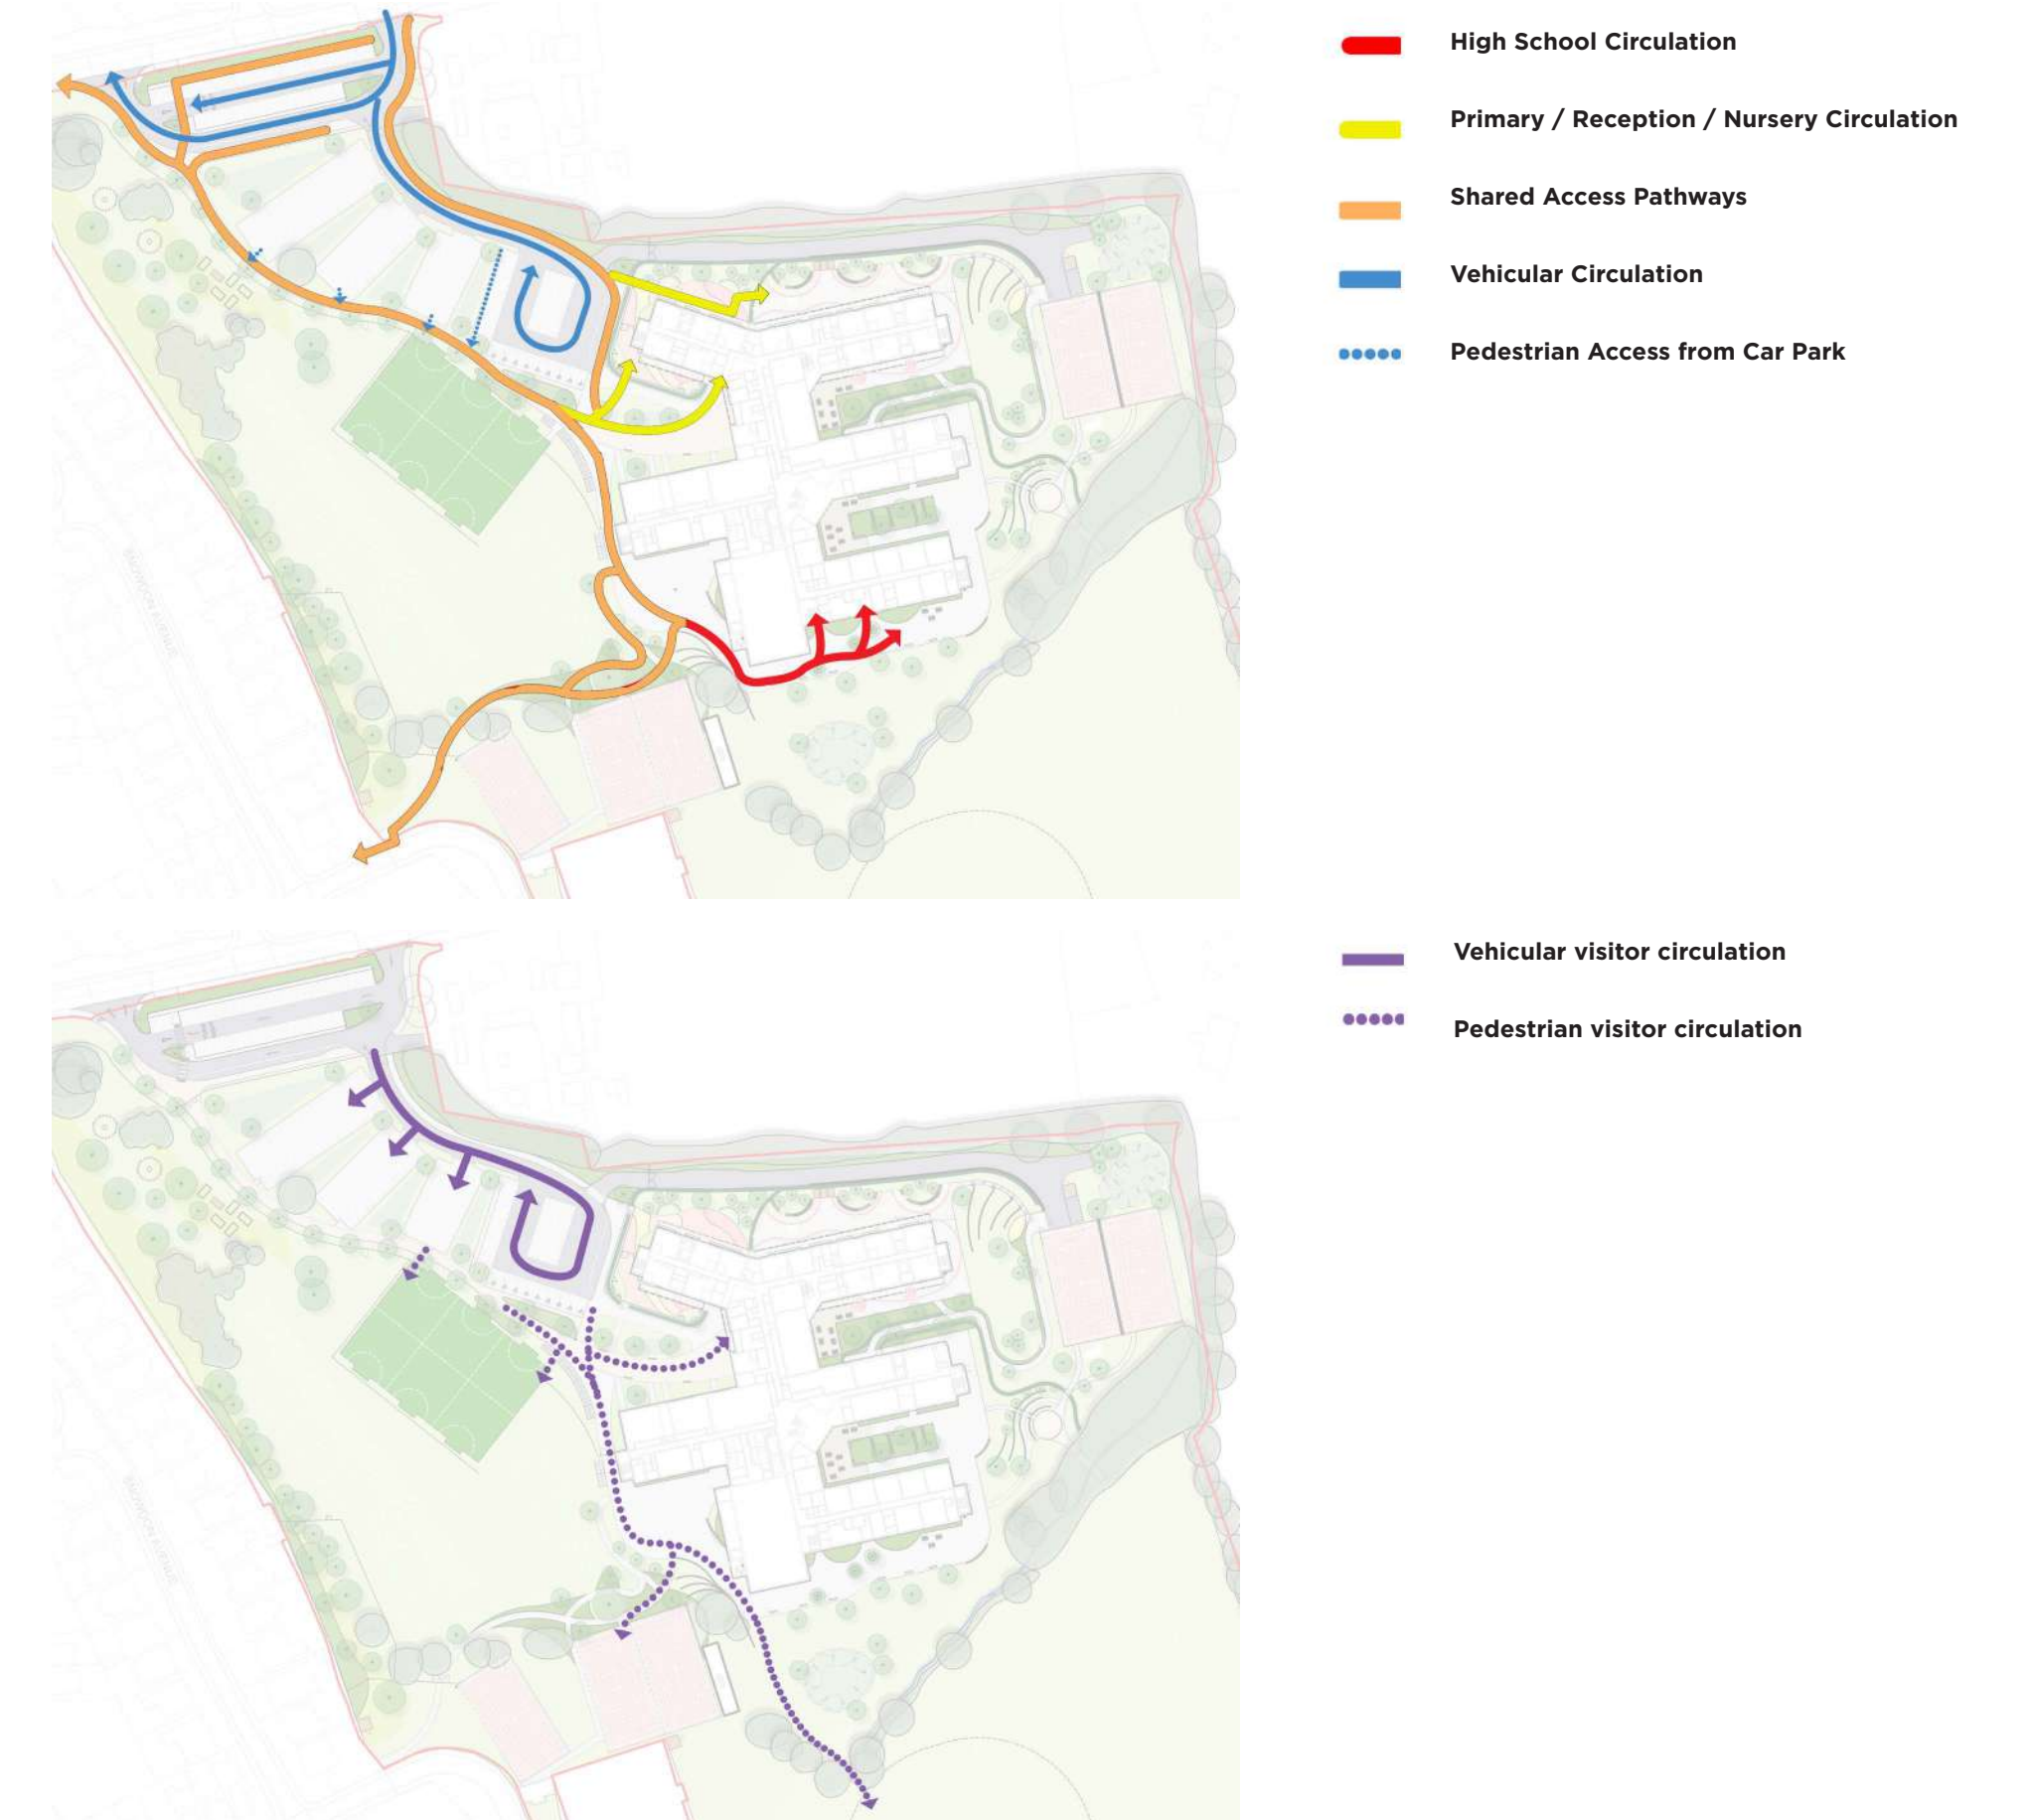 High School Circulation
Primary / Reception / Nursery Circulation
Shared Access Pathways
Vehicular Circulation
Pedestrian Access from Car Park
Vehicular visitor circulation
Pedestrian visitor circulation